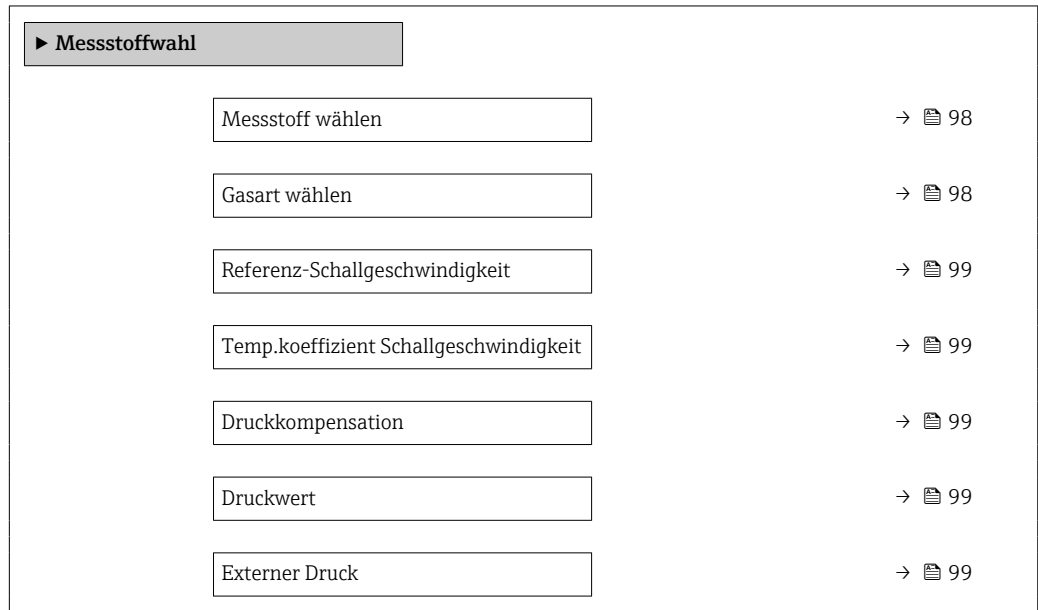 ▶ Messstoffwahl
Messstoff wählen → 98
Gasart wählen → 98
Referenz-Schallgeschwindigkeit → 99
Temp.koeffizient Schallgeschwindigkeit → 99
Druckkompensation → 99
Druckwert → 99
Externer Druck → 99